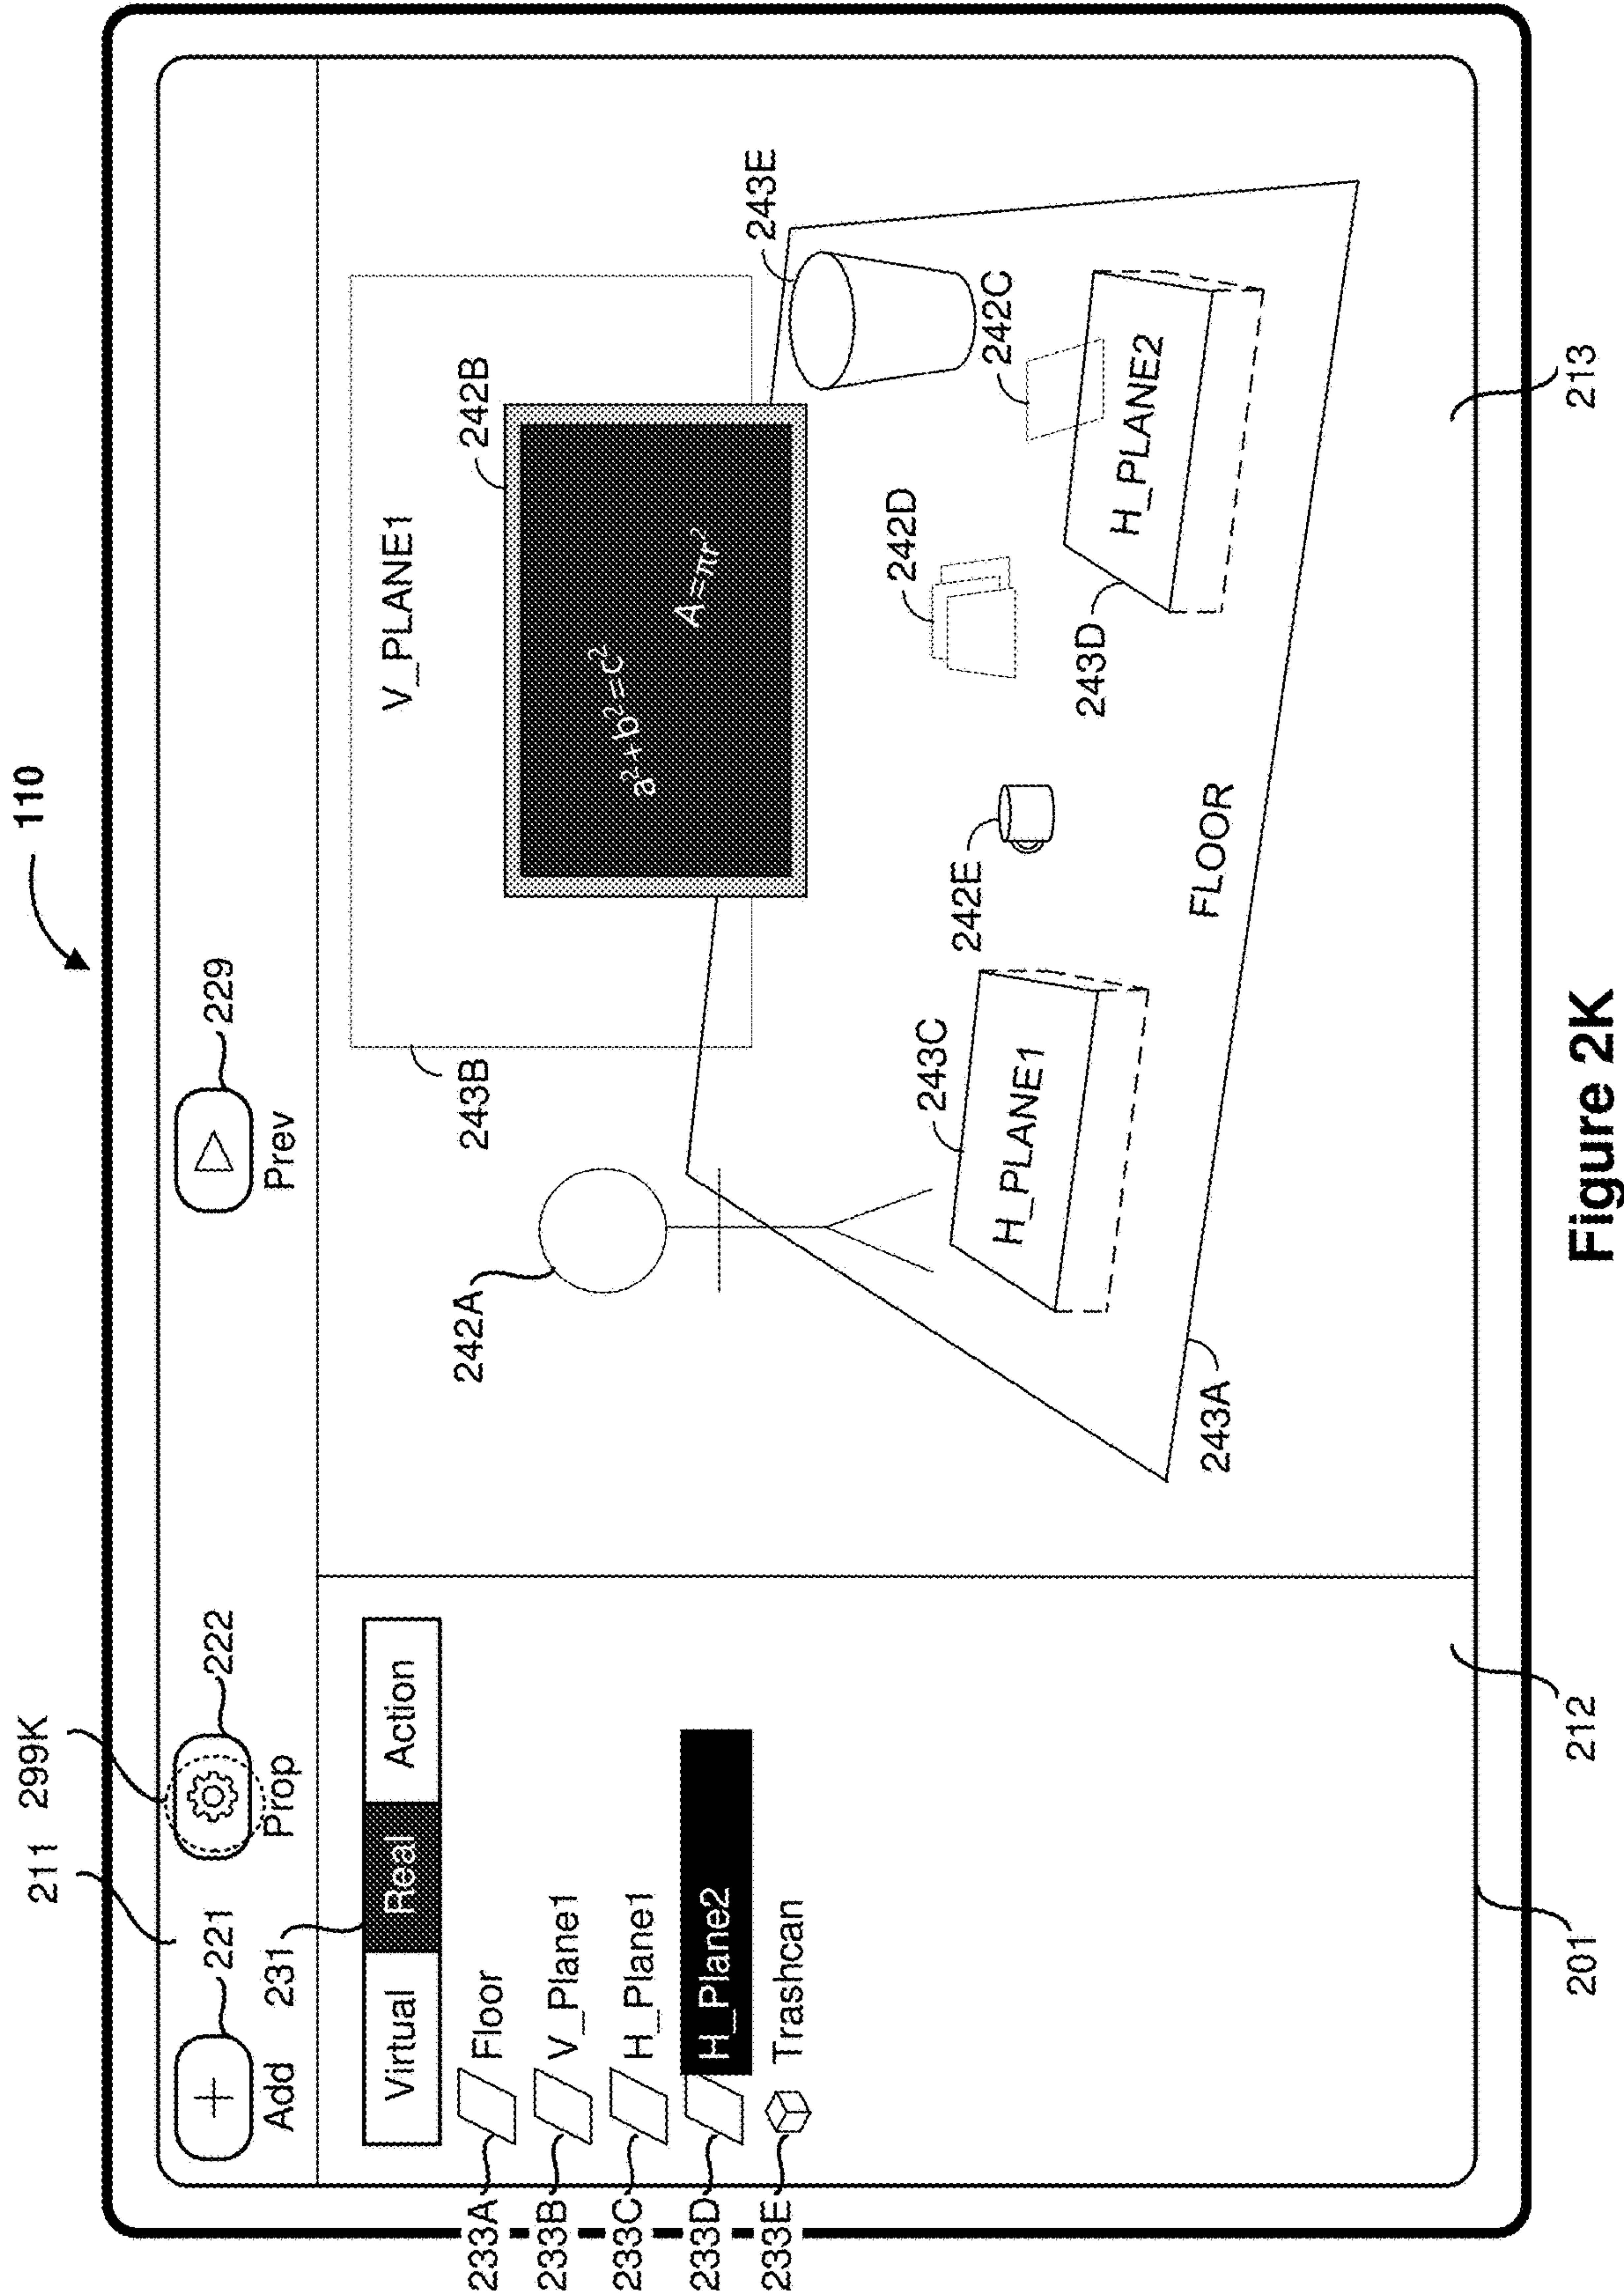 110
211
299K
221
222
229
Add
Prop
Prev
231
Virtual
Real
Action
233A
Floor
233B
V_Plane1
233C
H_Plane1
233D
H_Plane2
233E
Trashcan
V_PLANE1
243B
242B
242A
a²+b²=c²
A=πr²
243E
242D
242C
242E
243C
H_PLANE1
243D
H_PLANE2
FLOOR
243A
201
212
213
Figure 2K